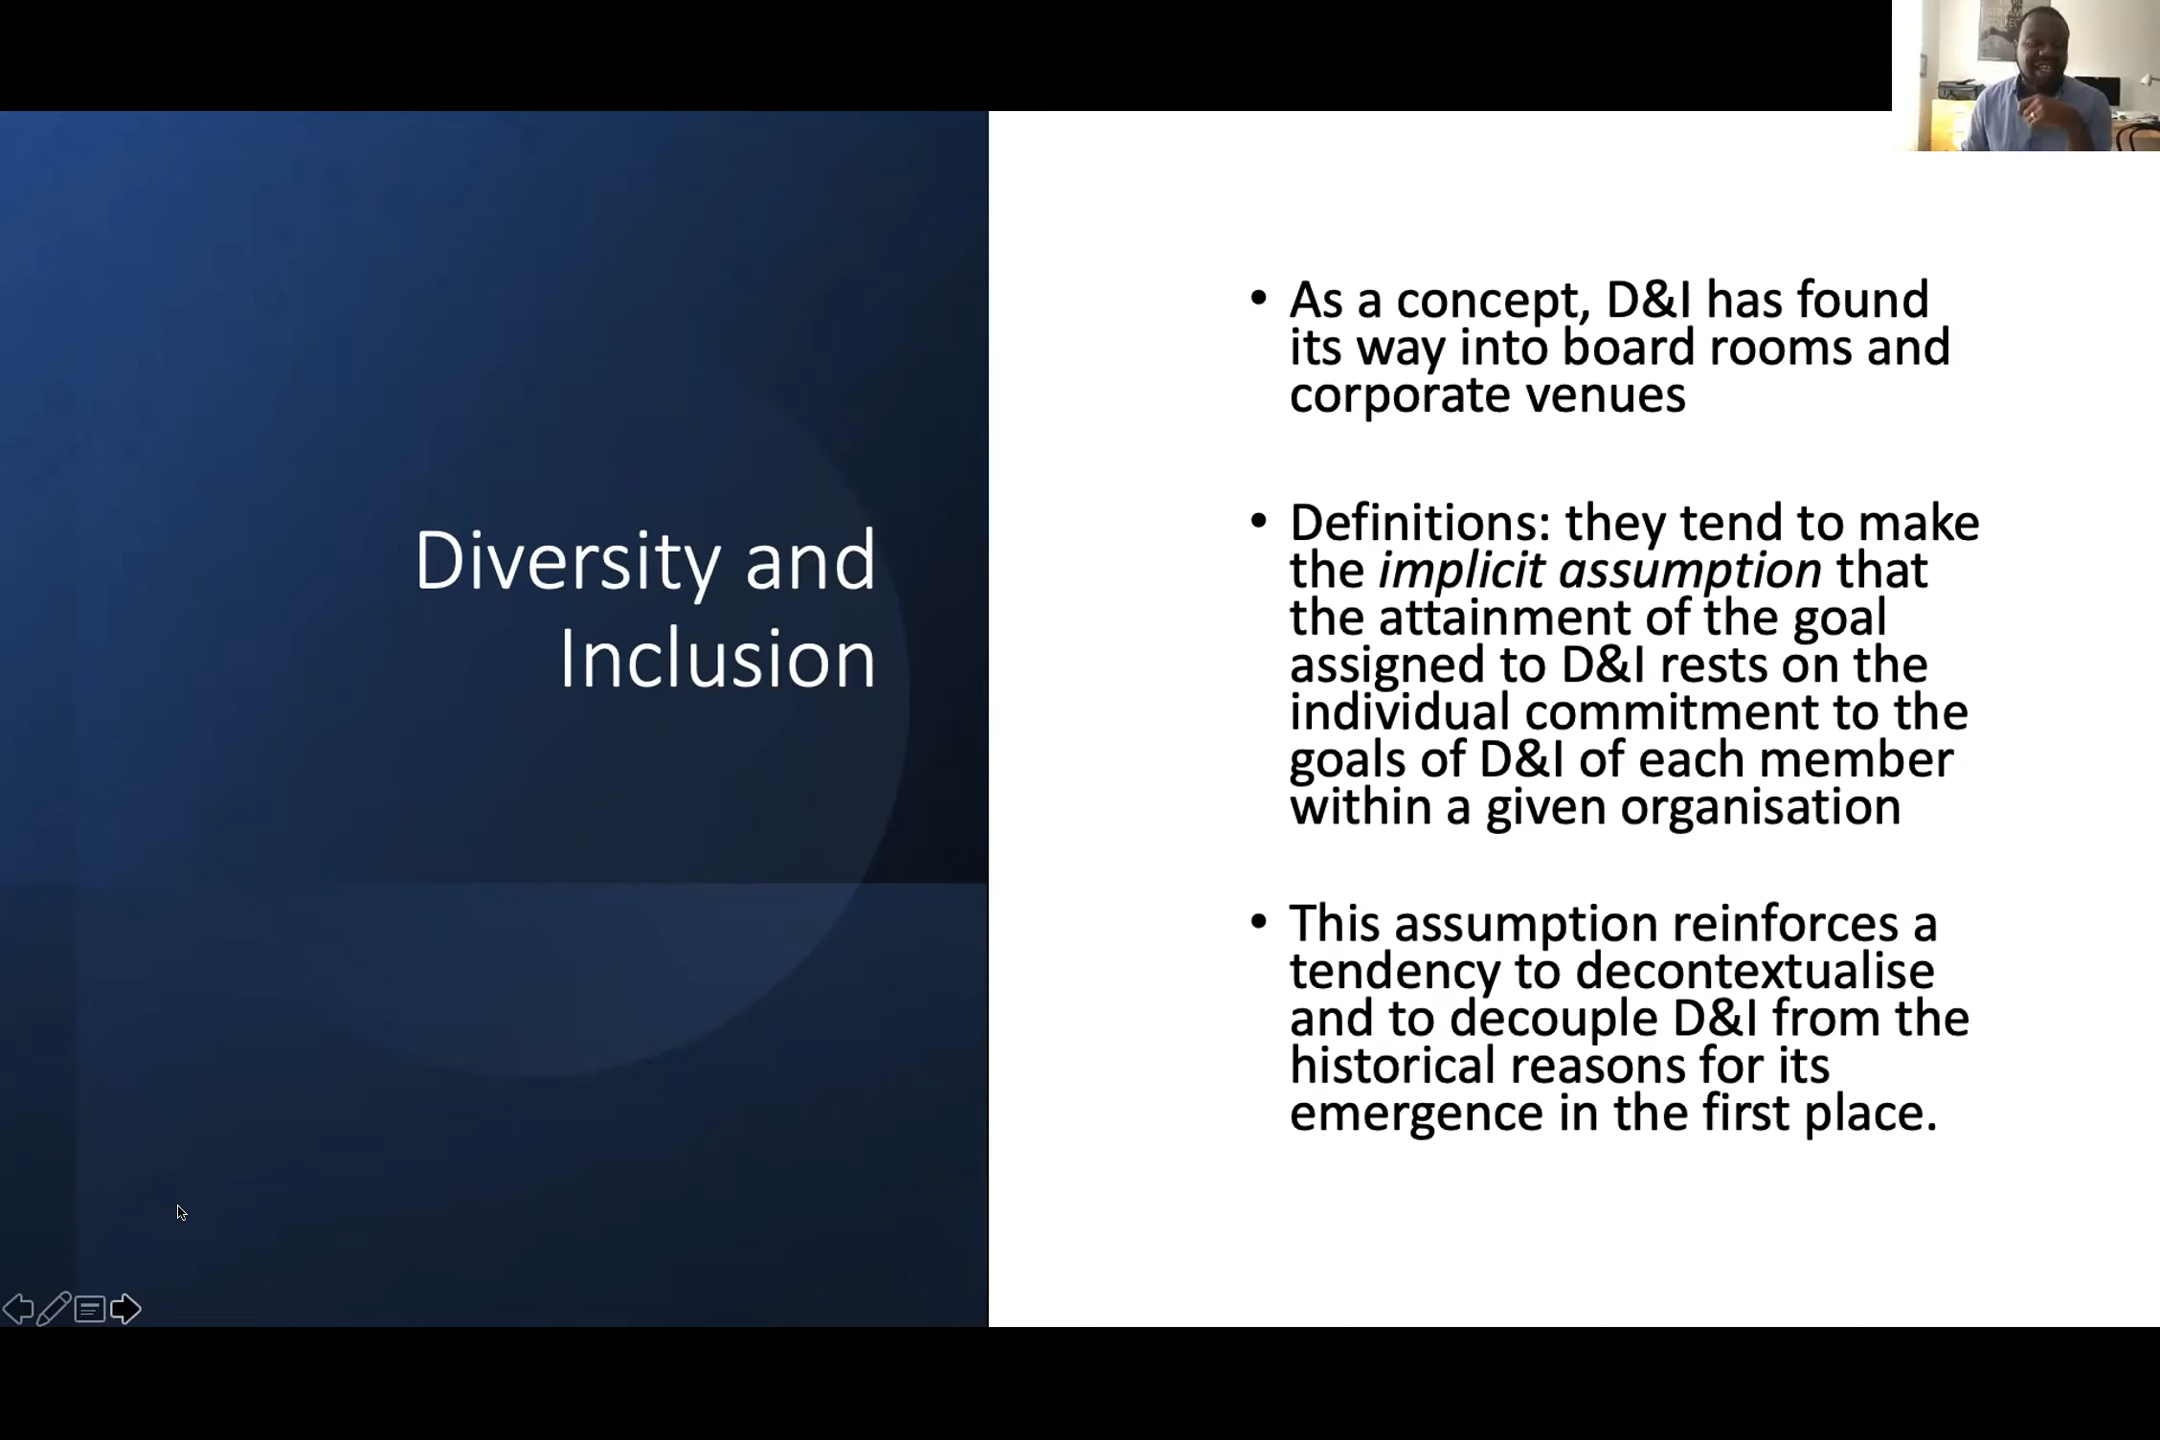 Diversity and
Inclusion
• As a concept, D&I has found
its way into board rooms and
corporate venues
• Definitions: they tend to make
the implicit assumption that
the attainment of the goal
assigned to D&I rests on the
individual commitment to the
goals of D&I of each member
within a given organisation
• This assumption reinforces a
tendency to decontextualise
and to decouple D&I from the
historical reasons for its
emergence in the first place.